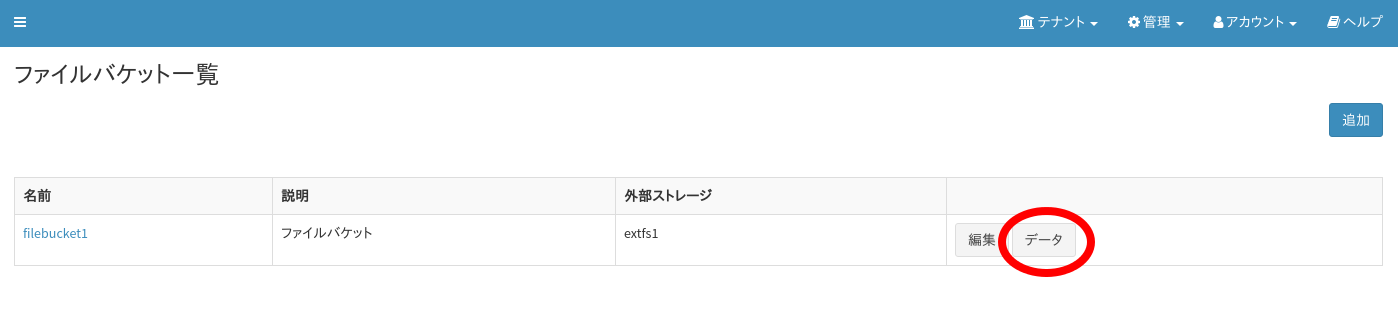 テナント 管理 アカウント ヘルプ
ファイルバケット一覧
追加
名前 説明 外部ストレージ
filebucket1 ファイルバケット extfs1 編集 データ